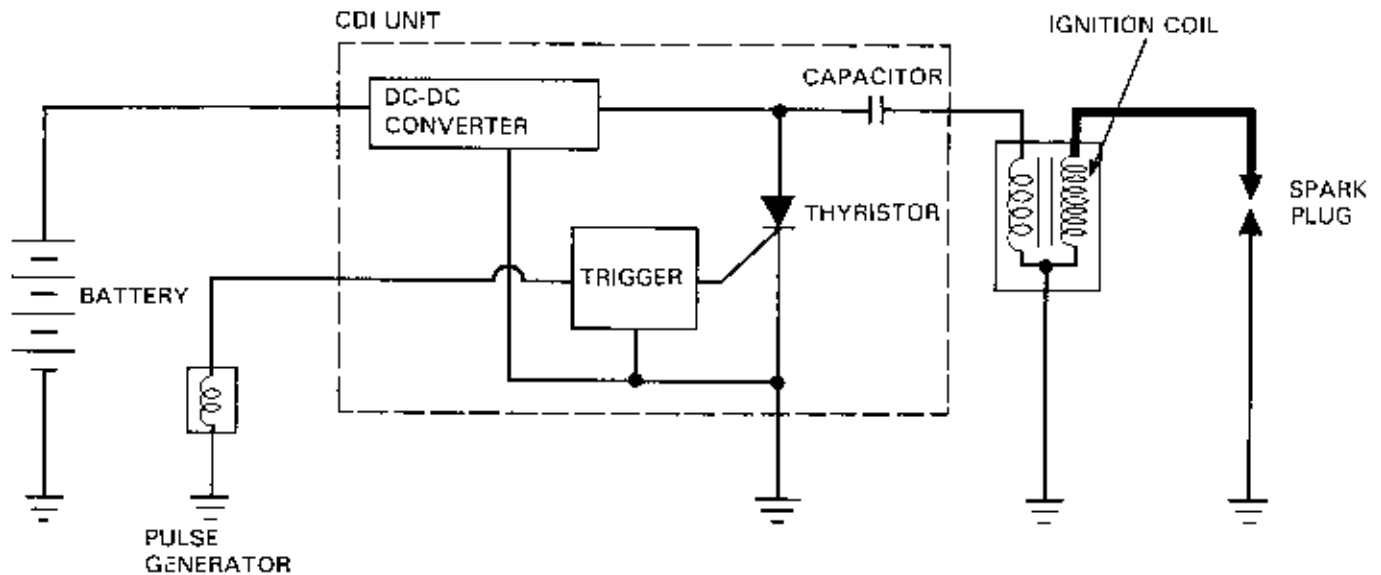 CDI UNIT
IGNITION COIL
CAPACITOR
DC-DC
CONVERTER
THYRISTOR
SPARK
PLUG
TRIGGER
BATTERY
PULSE
GENERATOR